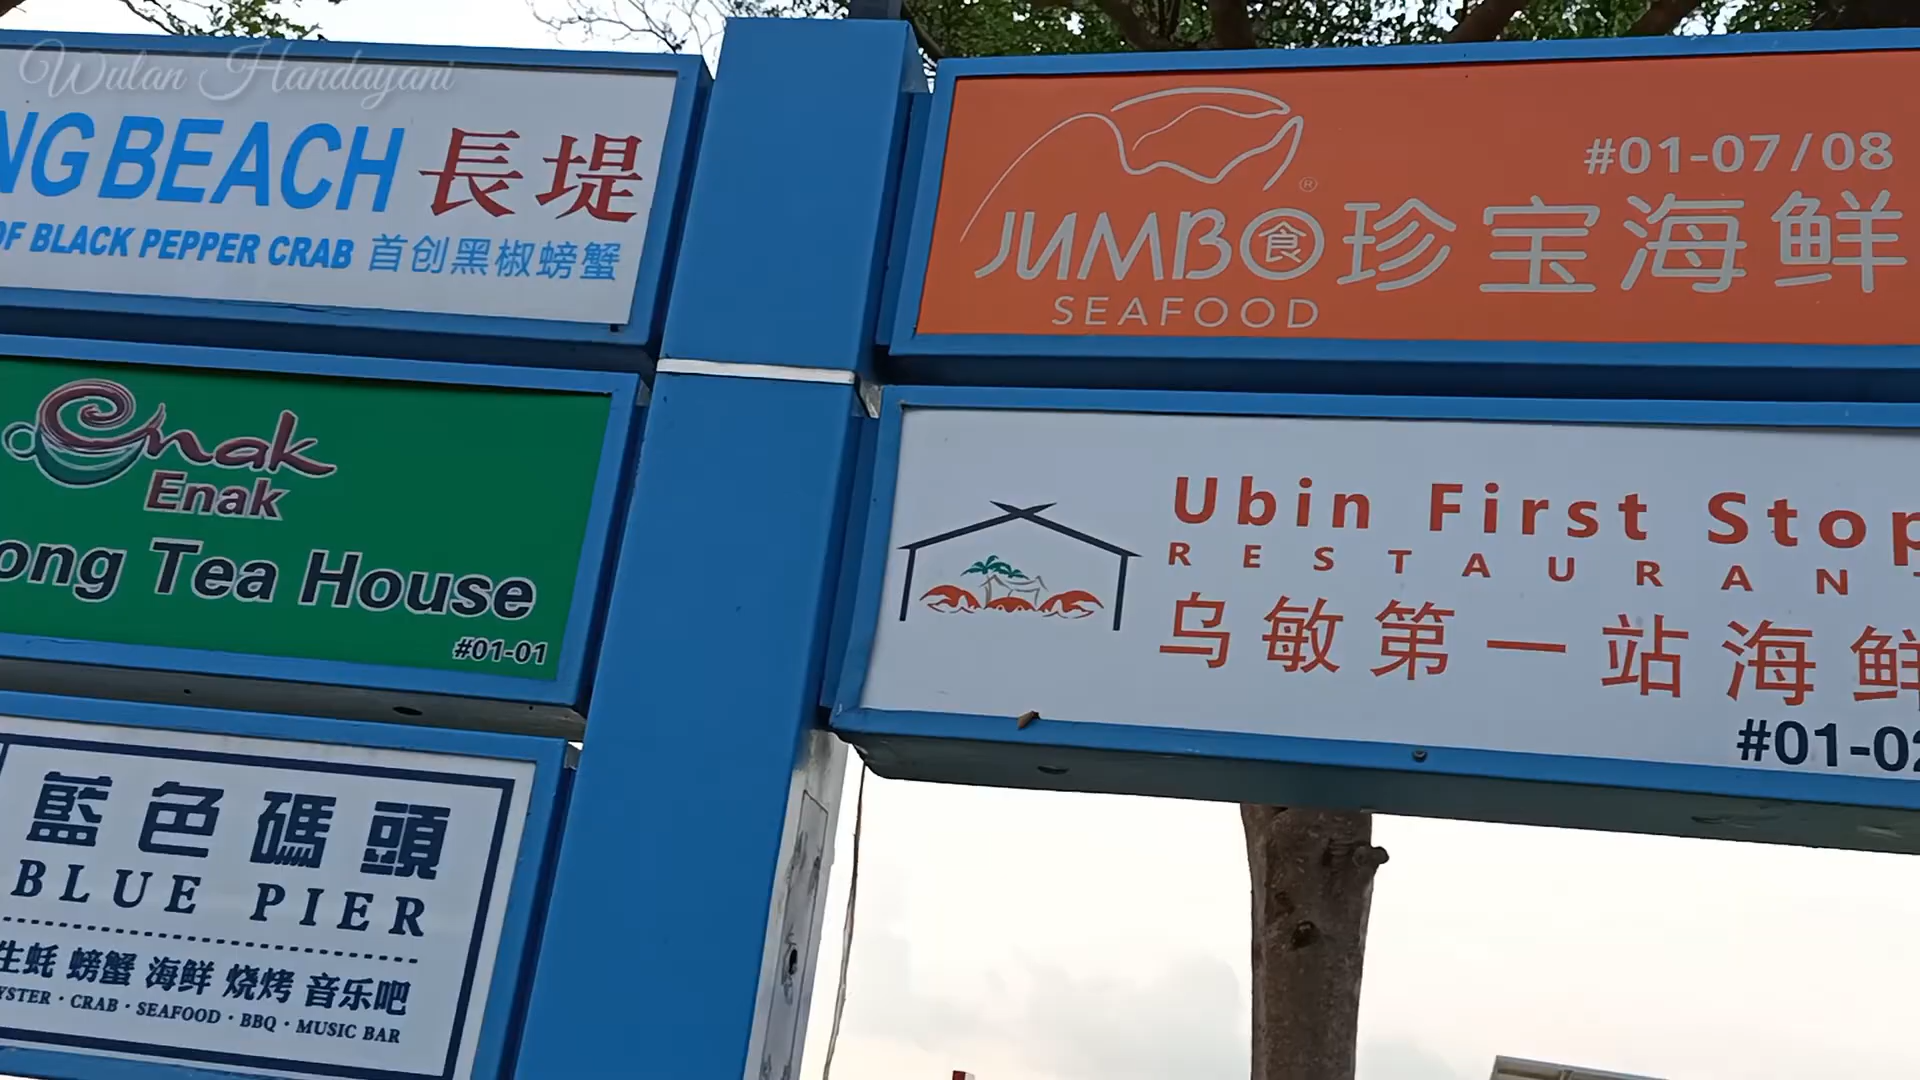 Wulan Handayani
NG BEACH 長堤
OF BLACK PEPPER CRAB 首创黑椒螃蟹
enak
Enak
ong Tea House
#01-01
藍色碼頭
BLUE PIER
生蚝 螃蟹 海鲜 烧烤 音乐吧
YSTER · CRAB · SEAFOOD · BBQ · MUSIC BAR
#01-07/08
JUMBO 食 珍宝海鲜
®
SEAFOOD
Ubin First Stop
RESTAURAN
乌敏第一站海鲜
#01-02